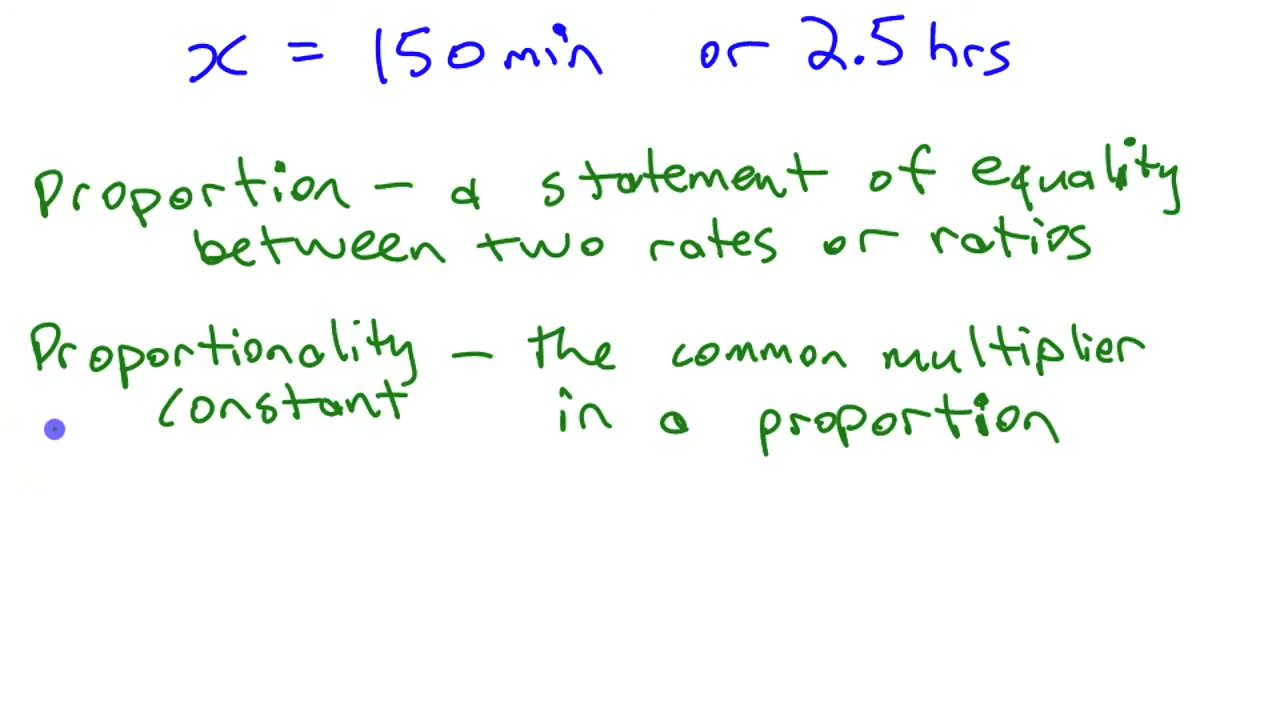 x = 150 min or 2.5 hrs
Proportion - a statement of equality
between two rates or ratios
Proportionality - the common multiplier
constant in a proportion